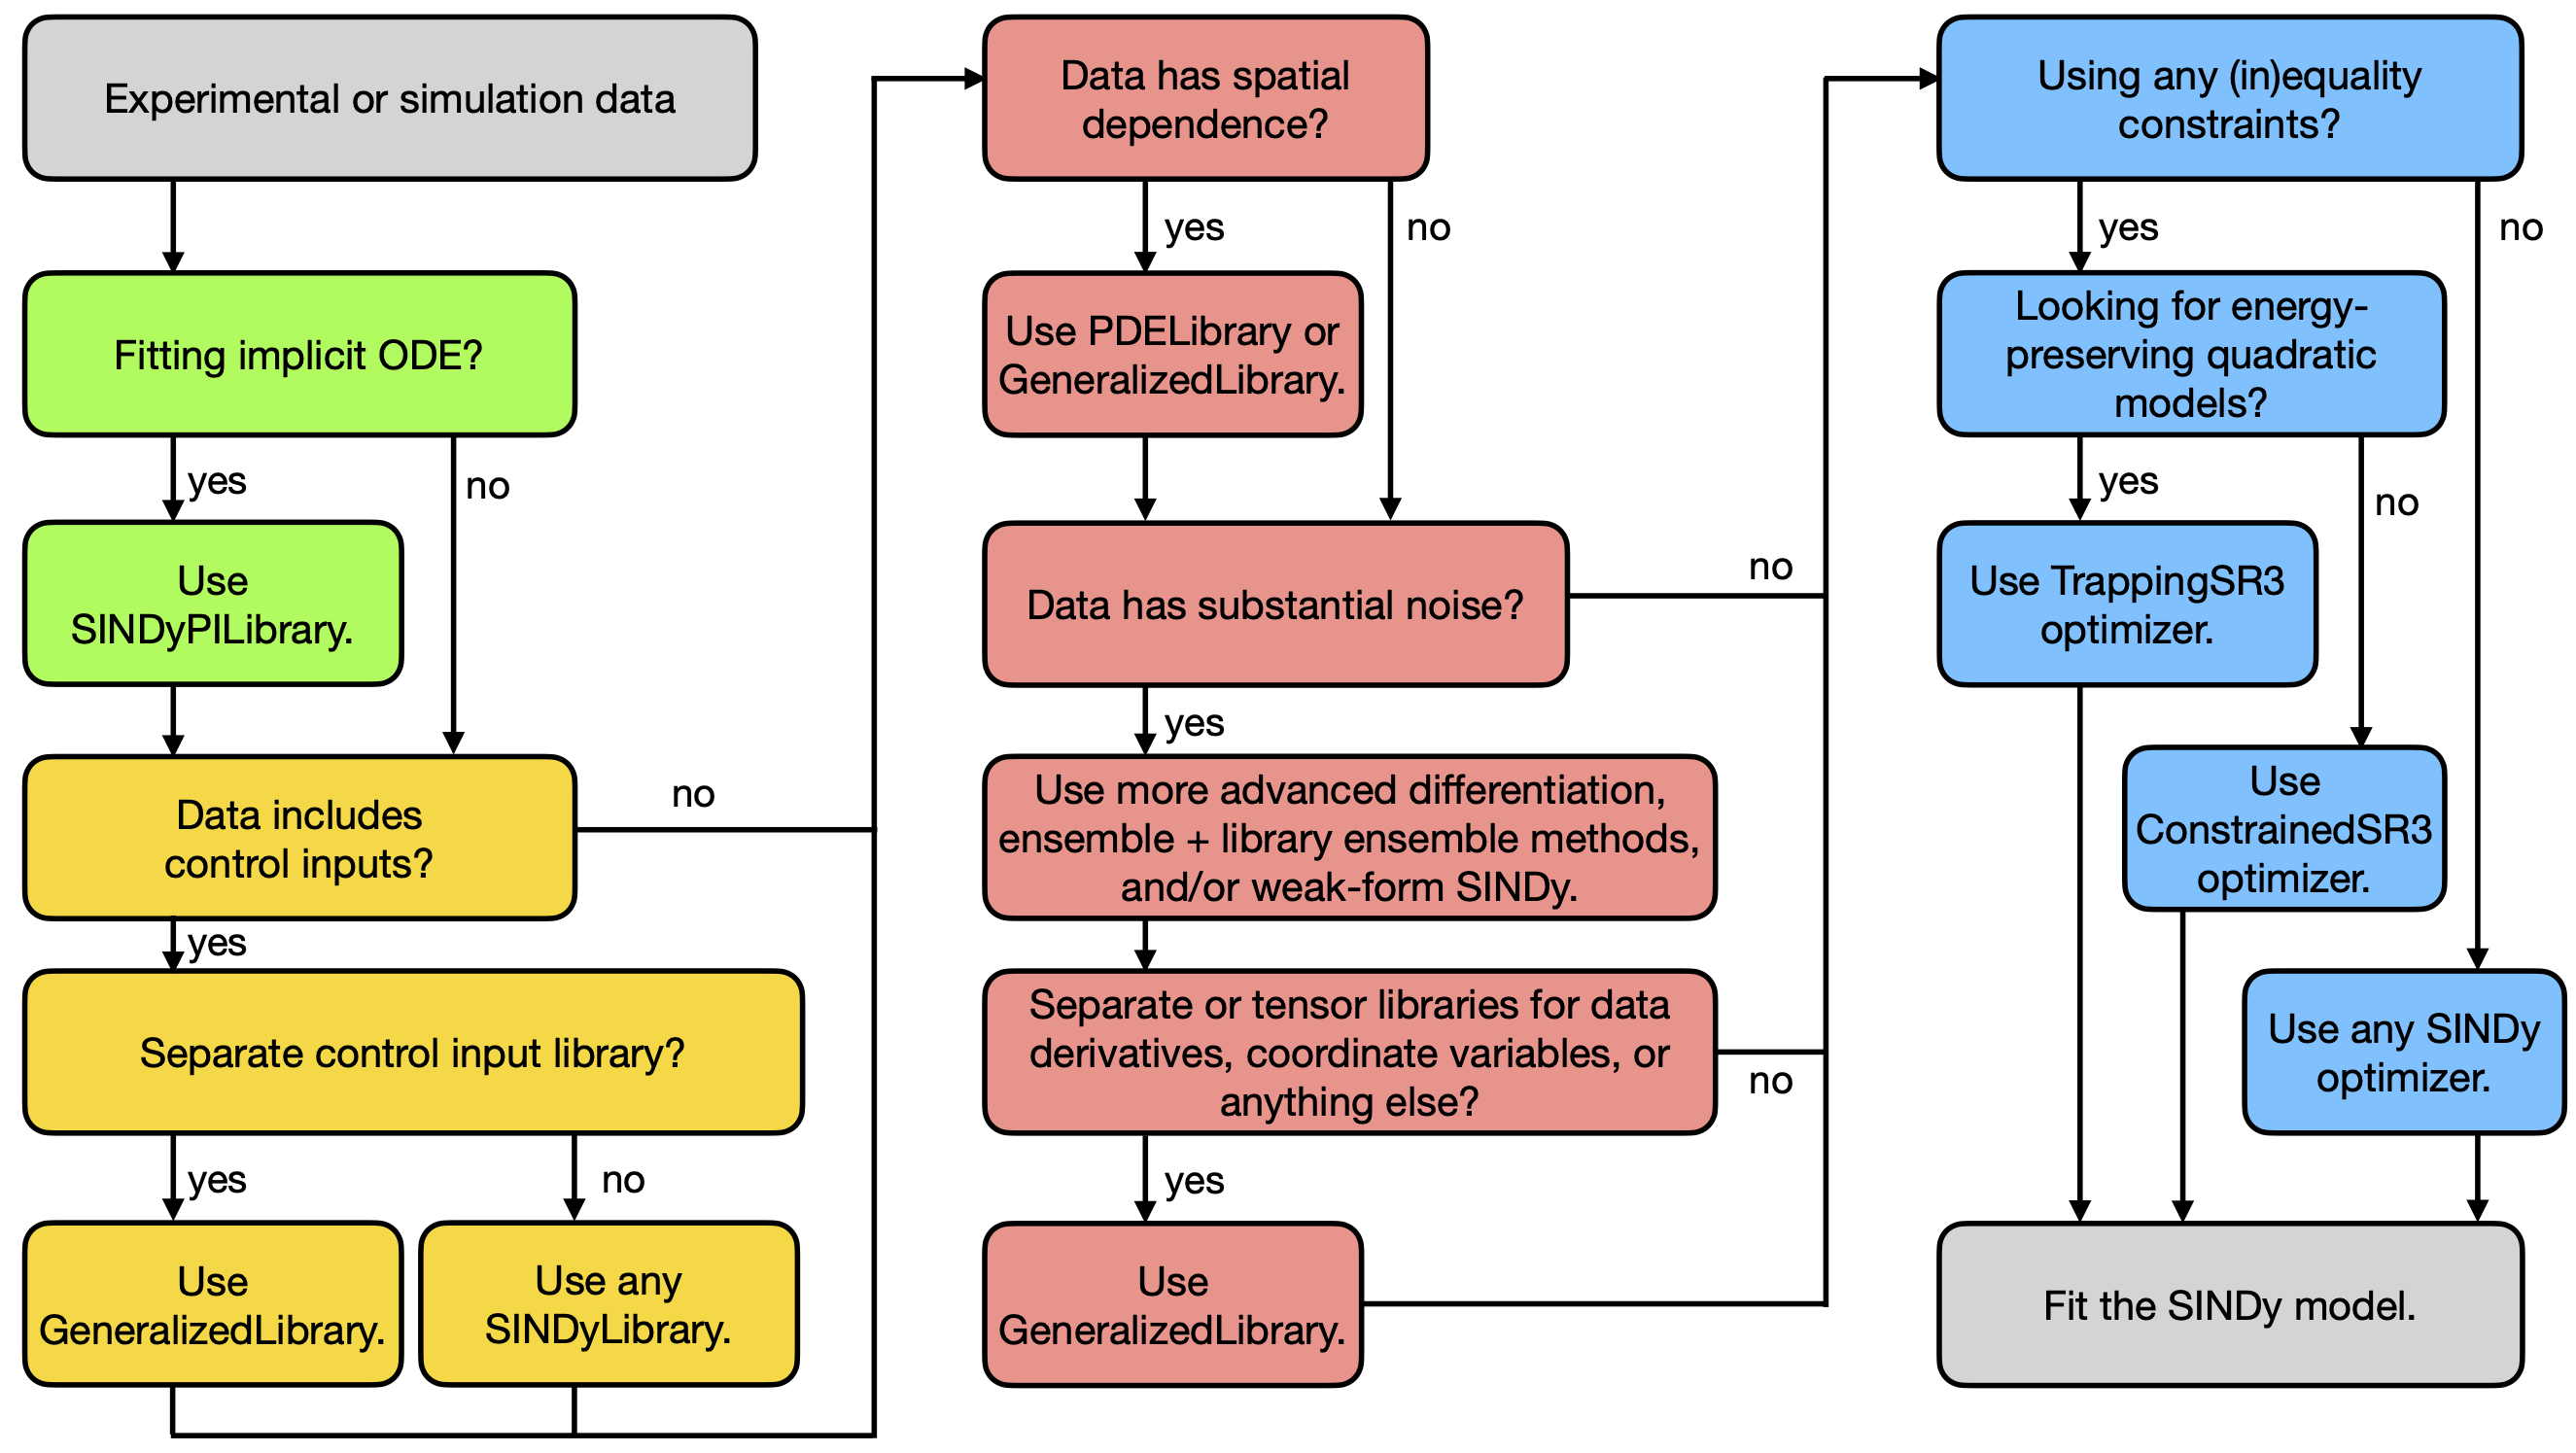 Experimental or simulation data
Fitting implicit ODE?
yes
no
Use
SINDyPILibrary.
Data includes
control inputs?
no
yes
Separate control input library?
yes
no
Use
GeneralizedLibrary.
Use any
SINDyLibrary.
Data has spatial
dependence?
yes
no
Use PDELibrary or
GeneralizedLibrary.
Data has substantial noise?
no
yes
Use more advanced differentiation,
ensemble + library ensemble methods,
and/or weak-form SINDy.
Separate or tensor libraries for data
derivatives, coordinate variables, or
anything else?
no
yes
Use
GeneralizedLibrary.
Using any (in)equality
constraints?
yes
no
Looking for energy-
preserving quadratic
models?
yes
no
Use TrappingSR3
optimizer.
Use
ConstrainedSR3
optimizer.
Use any SINDy
optimizer.
Fit the SINDy model.